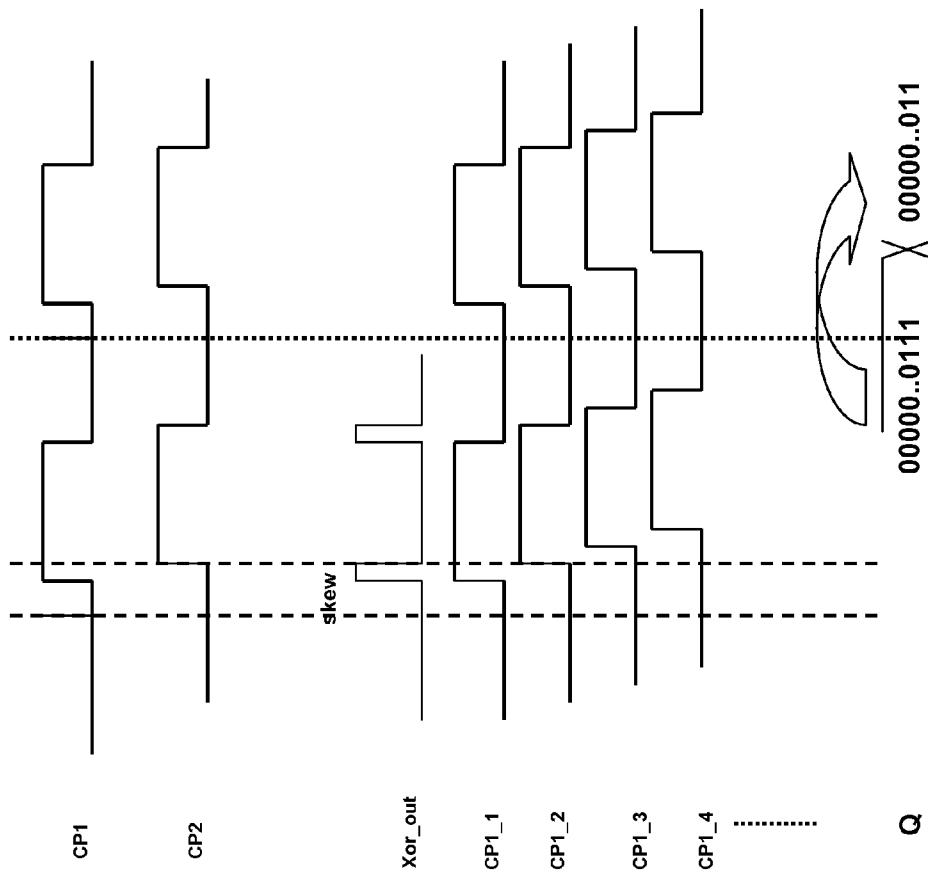 CP1
CP2
skew
Xor_out
CP1_1
CP1_2
CP1_3
CP1_4
Q
00000..0111
00000..011